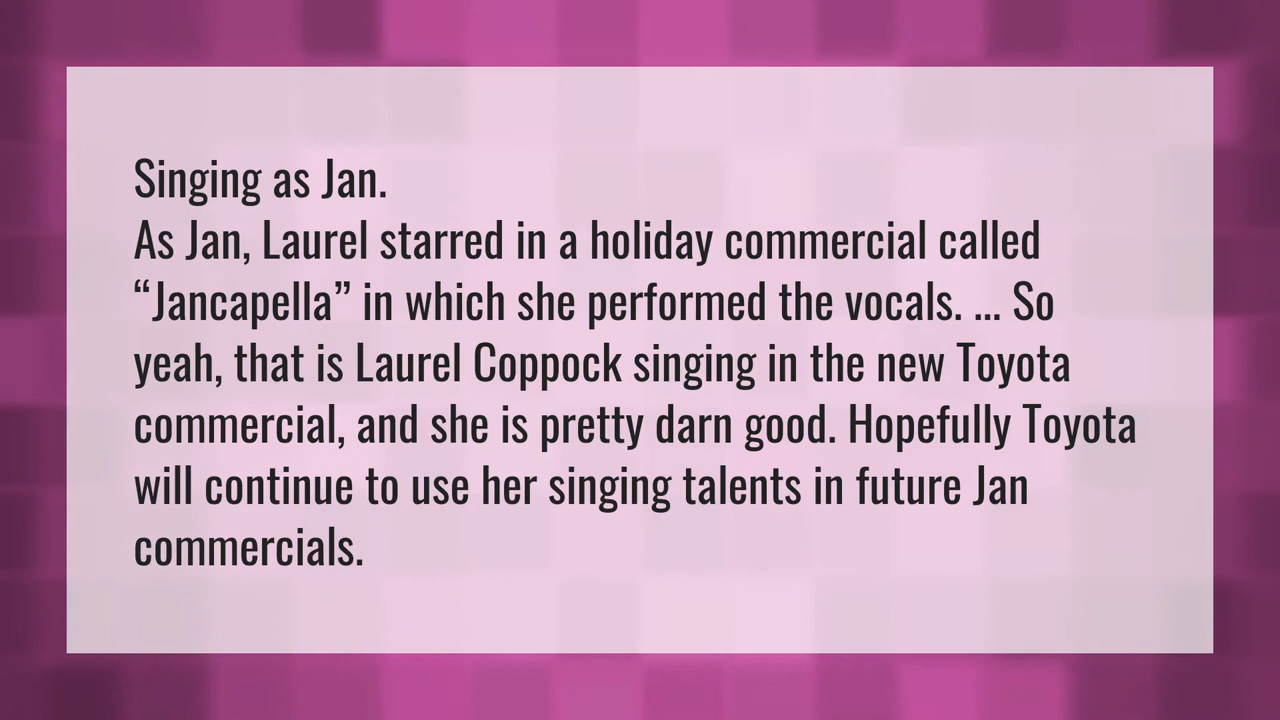 Singing as Jan.
As Jan, Laurel starred in a holiday commercial called
“Jancapella” in which she performed the vocals. ... So
yeah, that is Laurel Coppock singing in the new Toyota
commercial, and she is pretty darn good. Hopefully Toyota
will continue to use her singing talents in future Jan
commercials.